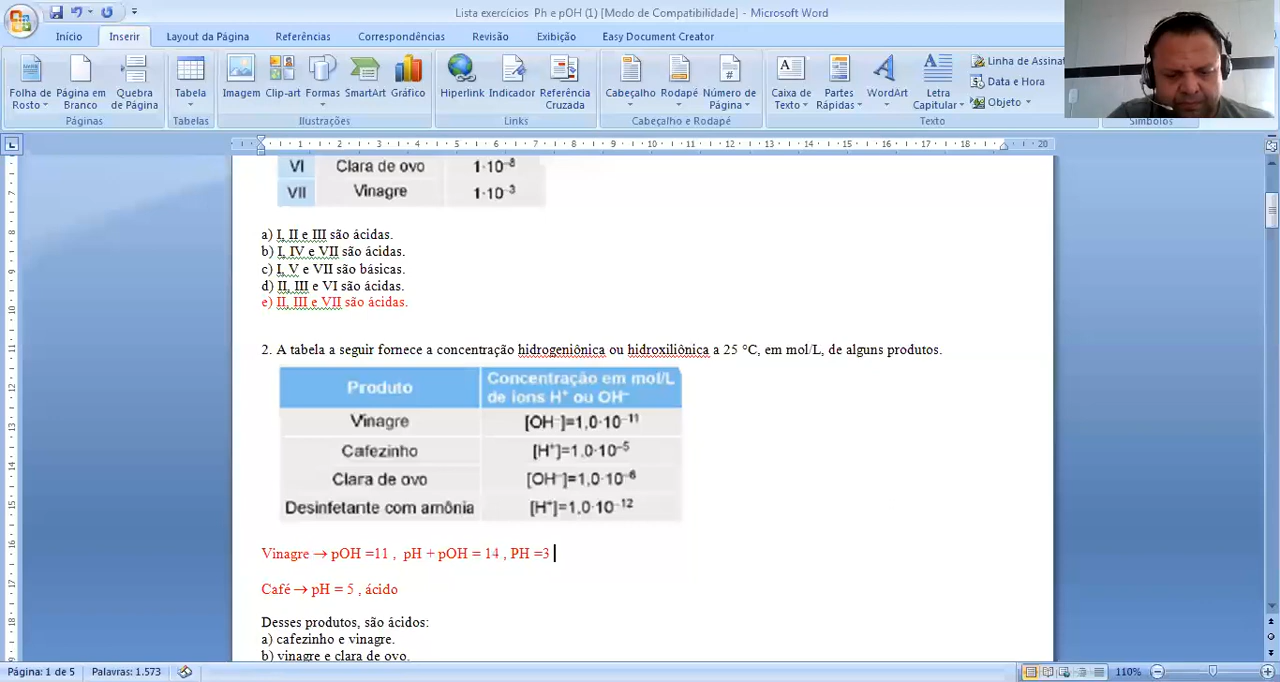 Lista exercícios Ph e pOH (1) [Modo de Compatibilidade] - Microsoft Word
Início Inserir Layout da Página Referências Correspondências Revisão Exibição Easy Document Creator
Folha de Rosto Página em Branco Quebra de Página Tabela Imagem Clip-art Formas SmartArt Gráfico Hiperlink Indicador Referência Cruzada Cabeçalho Rodapé Número de Página Caixa de Texto Partes Rápidas WordArt Letra Capitular Linha de Assinat
Data e Hora
Objeto
Páginas Tabelas Ilustrações Links Cabeçalho e Rodapé Texto Símbolos
VI Clara de ovo 1·10⁻⁸
VII Vinagre 1·10⁻³
a) I, II e III são ácidas.
b) I, IV e VII são ácidas.
c) I, V e VII são básicas.
d) II, III e VI são ácidas.
e) II, III e VII são ácidas.
2. A tabela a seguir fornece a concentração hidrogeniônica ou hidroxiliônica a 25 °C, em mol/L, de alguns produtos.
Produto Concentração em mol/L de íons H⁺ ou OH⁻
Vinagre [OH⁻]=1,0·10⁻¹¹
Cafezinho [H⁺]=1,0·10⁻⁵
Clara de ovo [OH⁻]=1,0·10⁻⁶
Desinfetante com amônia [H⁺]=1,0·10⁻¹²
Vinagre → pOH =11 , pH + pOH = 14 , PH =3
Café → pH = 5 , ácido
Desses produtos, são ácidos:
a) cafezinho e vinagre.
b) vinagre e clara de ovo.
Página: 1 de 5 Palavras: 1.573 110%